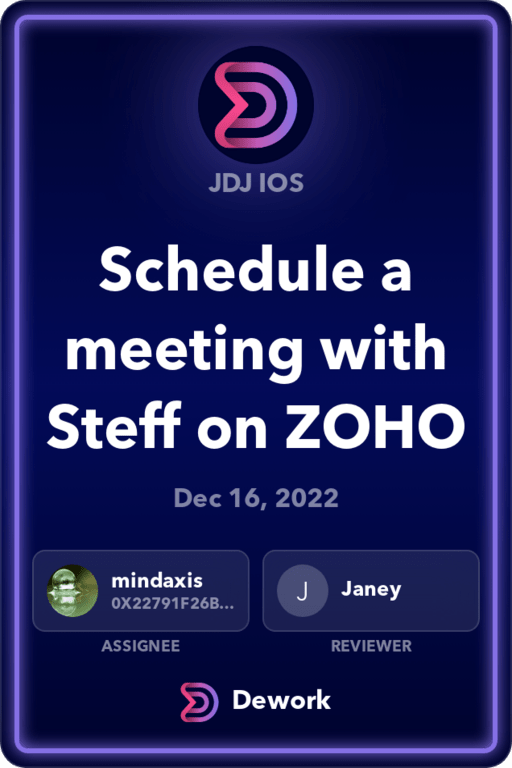 JDJ IOS
Schedule a
meeting with
Steff on ZOHO
Dec 16, 2022
mindaxis
0X22791F26B...
ASSIGNEE
J
Janey
REVIEWER
Dework